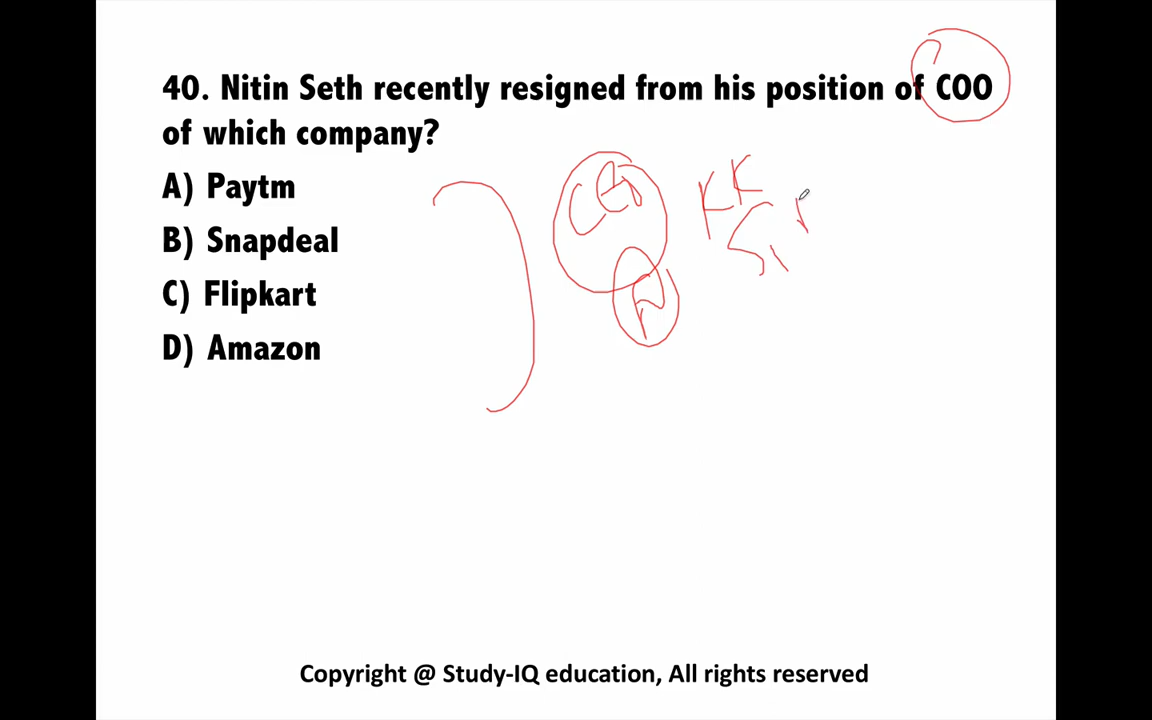 40. Nitin Seth recently resigned from his position of COO
of which company?
A) Paytm
B) Snapdeal
C) Flipkart
D) Amazon
KK
Copyright @ Study-IQ education, All rights reserved